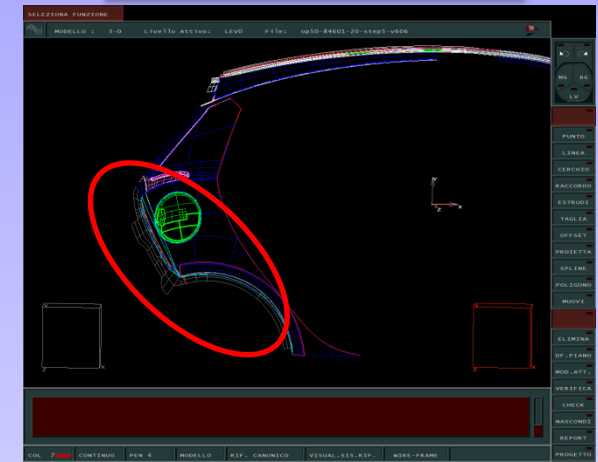 SELEZIONA FUNZIONE
MODELLO : 3-D Livello Attivo: LEV0 File: op50-84601-20-step5-v606
MS RE
LV
PUNTO
LINEA
CERCHIO
RACCORDO
ESTRUDI
TAGLIA
OFFSET
PROIETTA
SPLINE
POLIGONO
NUOVI
ELIMINA
DF.PIANO
MOD.ATT.
VERIFICA
CHECK
NASCONDI
REPORT
PROGETTO
Y
Z X
Y
Z X
Y
Z X
COL 7 CONTINUO PEN 4 MODELLO RIF. CANONICO VISUAL.SIS.RIF. WIRE-FRAME